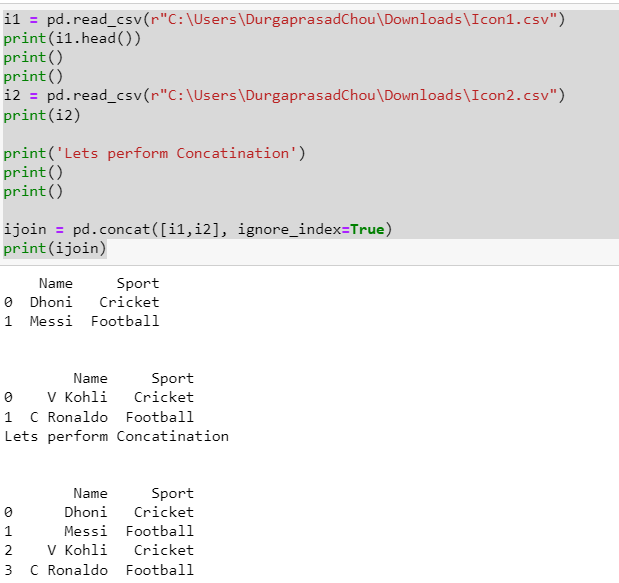 i1 = pd.read_csv(r"C:\Users\DurgaprasadChou\Downloads\Icon1.csv")
print(i1.head())
print()
print()
i2 = pd.read_csv(r"C:\Users\DurgaprasadChou\Downloads\Icon2.csv")
print(i2)
print('Lets perform Concatination')
print()
print()
ijoin = pd.concat([i1,i2], ignore_index=True)
print(ijoin)
    Name     Sport
0  Dhoni   Cricket
1  Messi  Football
        Name     Sport
0    V Kohli   Cricket
1  C Ronaldo  Football
Lets perform Concatination
        Name     Sport
0      Dhoni   Cricket
1      Messi  Football
2    V Kohli   Cricket
3  C Ronaldo  Football